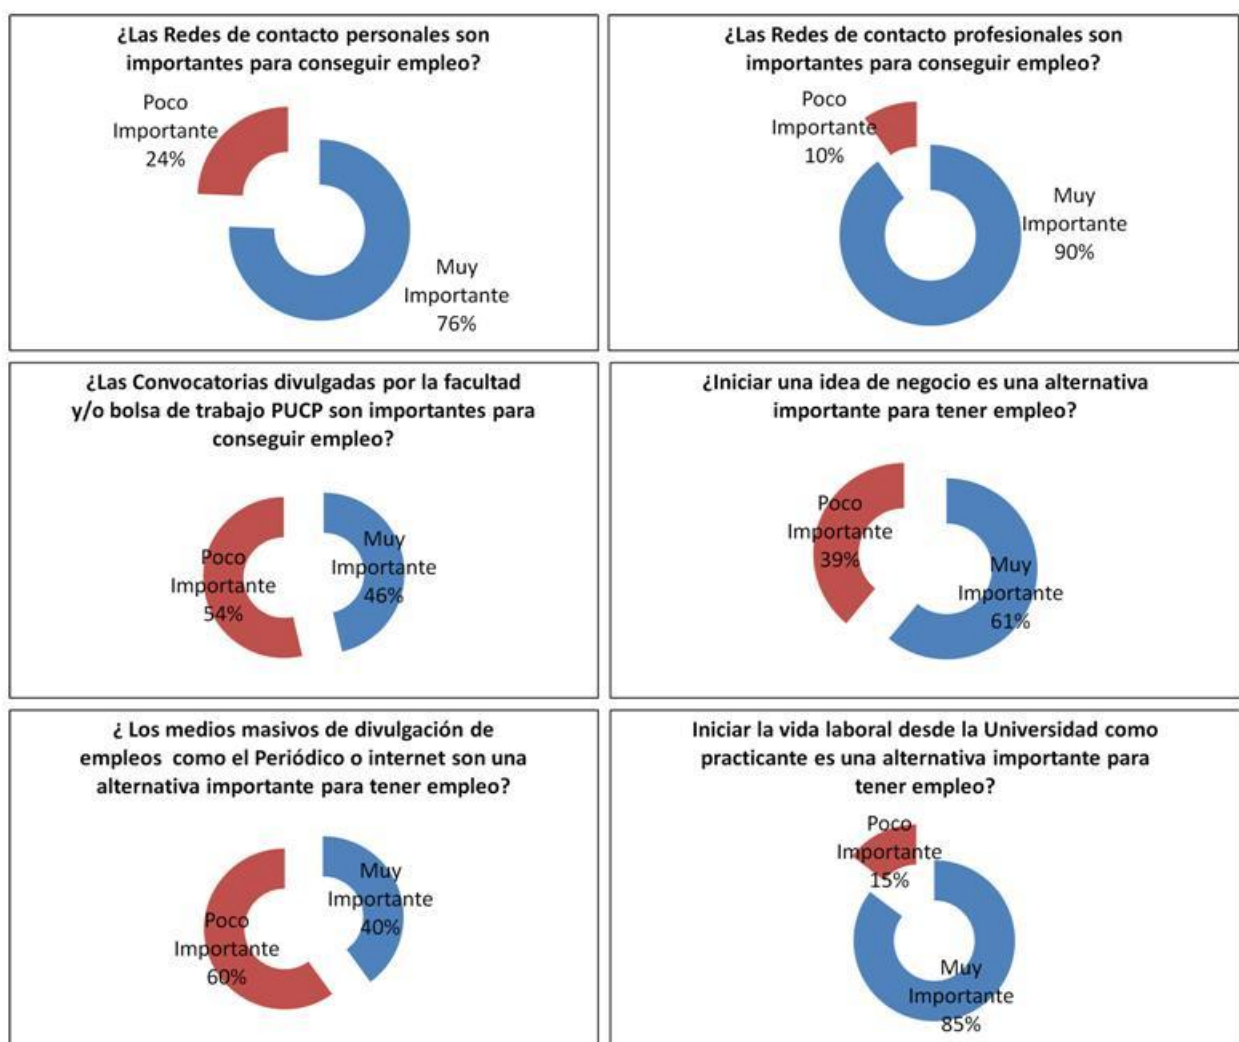 ¿Las Redes de contacto personales son
importantes para conseguir empleo?
Poco
Importante
24%
Muy
Importante
76%
¿Las Redes de contacto profesionales son
importantes para conseguir empleo?
Poco
Importante
10%
Muy
Importante
90%
¿Las Convocatorias divulgadas por la facultad
y/o bolsa de trabajo PUCP son importantes para
conseguir empleo?
Poco
Importante
54%
Muy
Importante
46%
¿Iniciar una idea de negocio es una alternativa
importante para tener empleo?
Poco
Importante
39%
Muy
Importante
61%
¿ Los medios masivos de divulgación de
empleos como el Periódico o internet son una
alternativa importante para tener empleo?
Poco
Importante
60%
Muy
Importante
40%
Iniciar la vida laboral desde la Universidad como
practicante es una alternativa importante para
tener empleo?
Poco
Importante
15%
Muy
Importante
85%